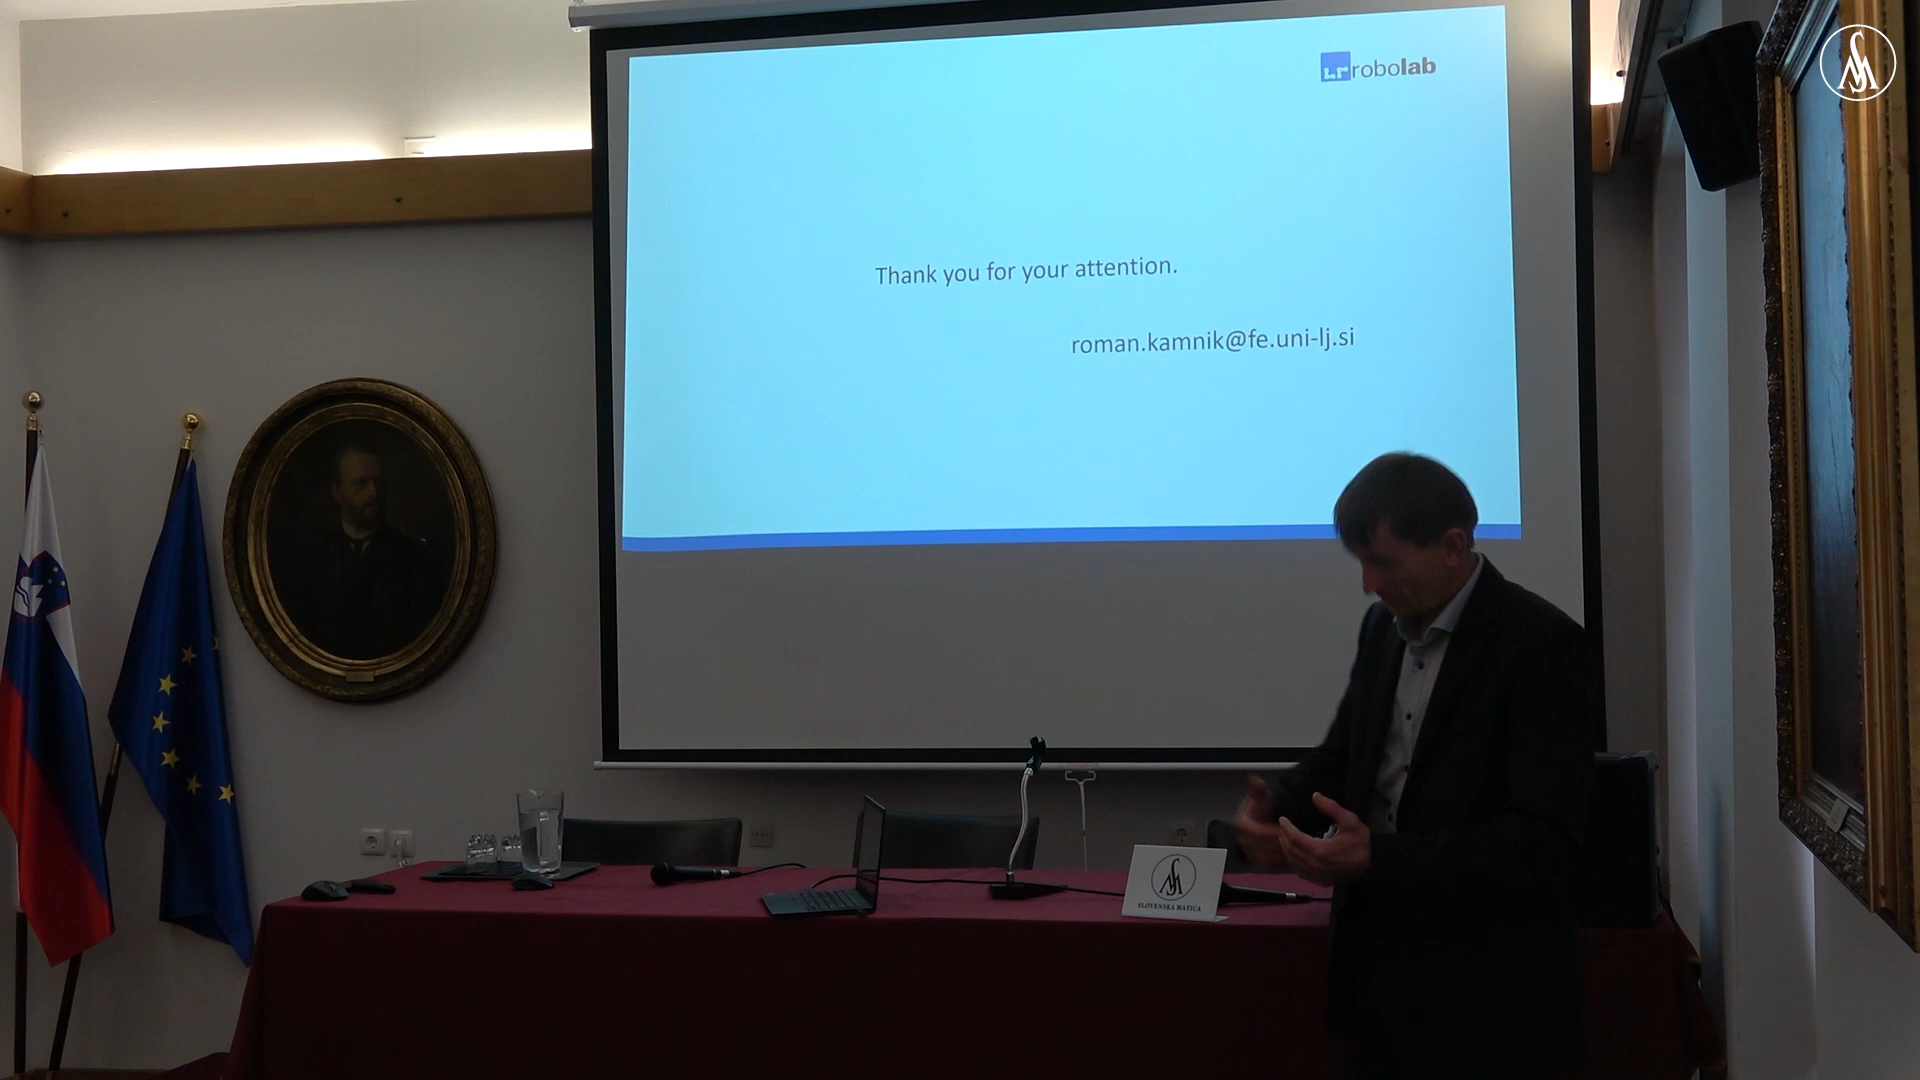 robolab
Thank you for your attention.
roman.kamnik@fe.uni-lj.si
SLOVENSKA MATICA